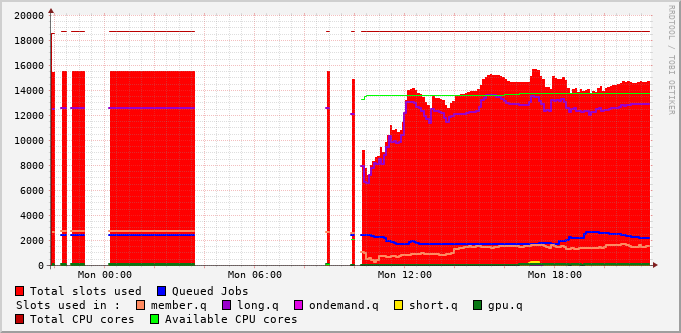 20000
18000
16000
14000
12000
10000
8000
6000
4000
2000
0
Mon 00:00 Mon 06:00 Mon 12:00 Mon 18:00
RRDTOOL / TOBI OETIKER
Total slots used Queued Jobs
Slots used in : member.q long.q ondemand.q short.q gpu.q
Total CPU cores Available CPU cores